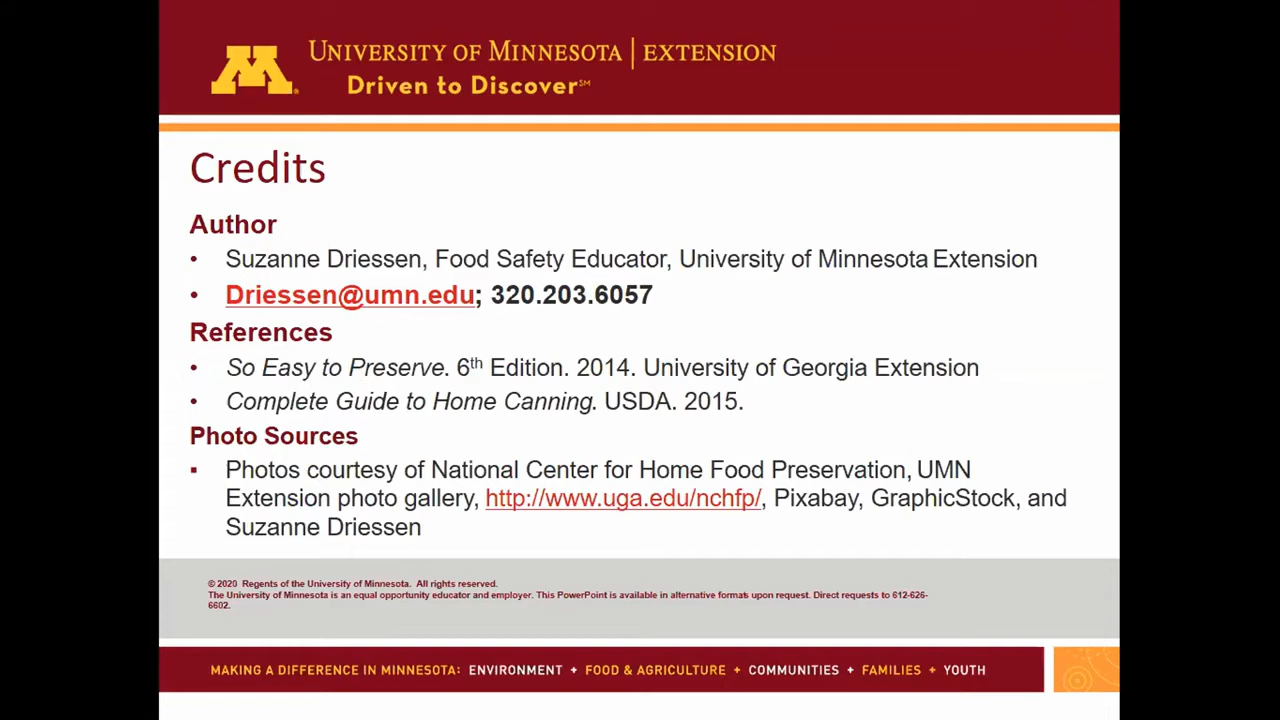 M® UNIVERSITY OF MINNESOTA | EXTENSION
Driven to Discover℠
Credits
Author
• Suzanne Driessen, Food Safety Educator, University of Minnesota Extension
• Driessen@umn.edu; 320.203.6057
References
• So Easy to Preserve. 6th Edition. 2014. University of Georgia Extension
• Complete Guide to Home Canning. USDA. 2015.
Photo Sources
▪ Photos courtesy of National Center for Home Food Preservation, UMN
Extension photo gallery, http://www.uga.edu/nchfp/, Pixabay, GraphicStock, and
Suzanne Driessen
© 2020 Regents of the University of Minnesota. All rights reserved.
The University of Minnesota is an equal opportunity educator and employer. This PowerPoint is available in alternative formats upon request. Direct requests to 612-626-
6602.
MAKING A DIFFERENCE IN MINNESOTA: ENVIRONMENT + FOOD & AGRICULTURE + COMMUNITIES + FAMILIES + YOUTH